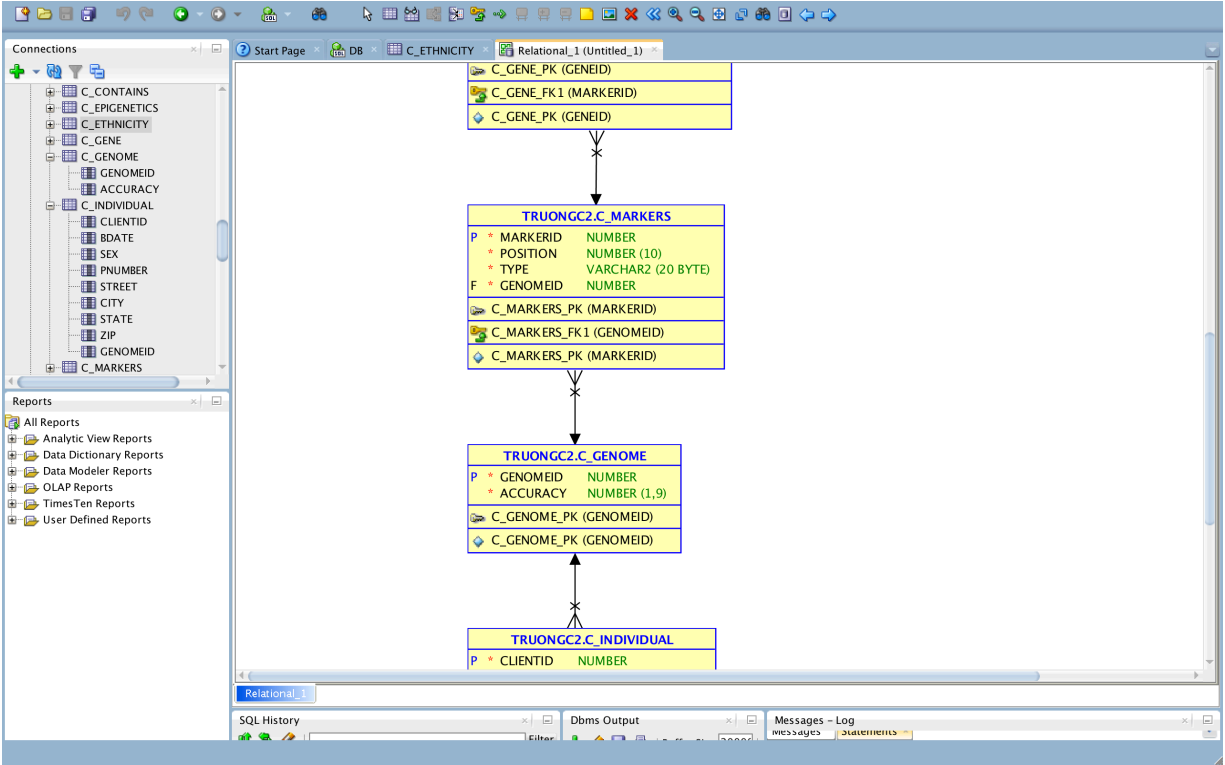 Connections
C_CONTAINS
C_EPIGENETICS
C_ETHNICITY
C_GENE
C_GENOME
GENOMEID
ACCURACY
C_INDIVIDUAL
CLIENTID
BDATE
SEX
PNUMBER
STREET
CITY
STATE
ZIP
GENOMEID
C_MARKERS
Reports
All Reports
Analytic View Reports
Data Dictionary Reports
Data Modeler Reports
OLAP Reports
TimesTen Reports
User Defined Reports
Start Page
DB
C_ETHNICITY
Relational_1 (Untitled_1)
C_GENE_PK (GENEID)
C_GENE_FK1 (MARKERID)
C_GENE_PK (GENEID)
TRUONGC2.C_MARKERS
P * MARKERID NUMBER
* POSITION NUMBER (10)
* TYPE VARCHAR2 (20 BYTE)
F * GENOMEID NUMBER
C_MARKERS_PK (MARKERID)
C_MARKERS_FK1 (GENOMEID)
C_MARKERS_PK (MARKERID)
TRUONGC2.C_GENOME
P * GENOMEID NUMBER
* ACCURACY NUMBER (1,9)
C_GENOME_PK (GENOMEID)
C_GENOME_PK (GENOMEID)
TRUONGC2.C_INDIVIDUAL
P * CLIENTID NUMBER
Relational_1
SQL History
Filter
Dbms Output
Messages - Log
Messages
Statements